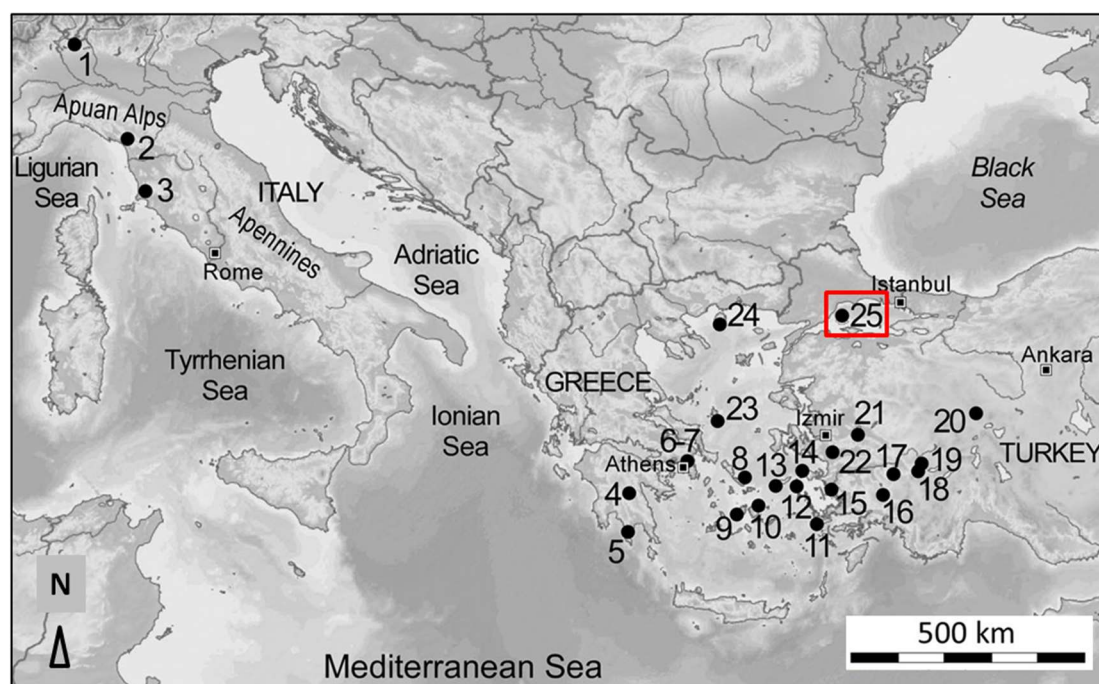 1
Apuan Alps
2
Ligurian
Sea
3
ITALY
Apennines
Rome
Adriatic
Sea
Black
Sea
Istanbul
25
24
Ankara
Tyrrhenian
Sea
GREECE
Ionian
Sea
23
Izmir
21
20
TURKEY
6-7
Athens
8
13
14
22
17
19
18
4
12
15
16
9
10
11
5
N
500 km
Mediterranean Sea